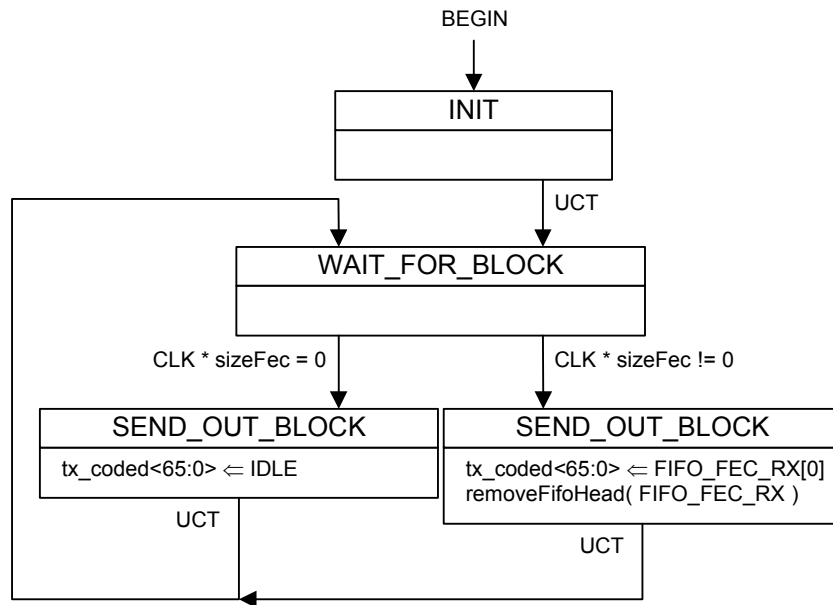 BEGIN
INIT
UCT
WAIT_FOR_BLOCK
CLK * sizeFec = 0
CLK * sizeFec != 0
SEND_OUT_BLOCK
tx_coded<65:0> ⇐ IDLE
UCT
SEND_OUT_BLOCK
tx_coded<65:0> ⇐ FIFO_FEC_RX[0]
removeFifoHead( FIFO_FEC_RX )
UCT